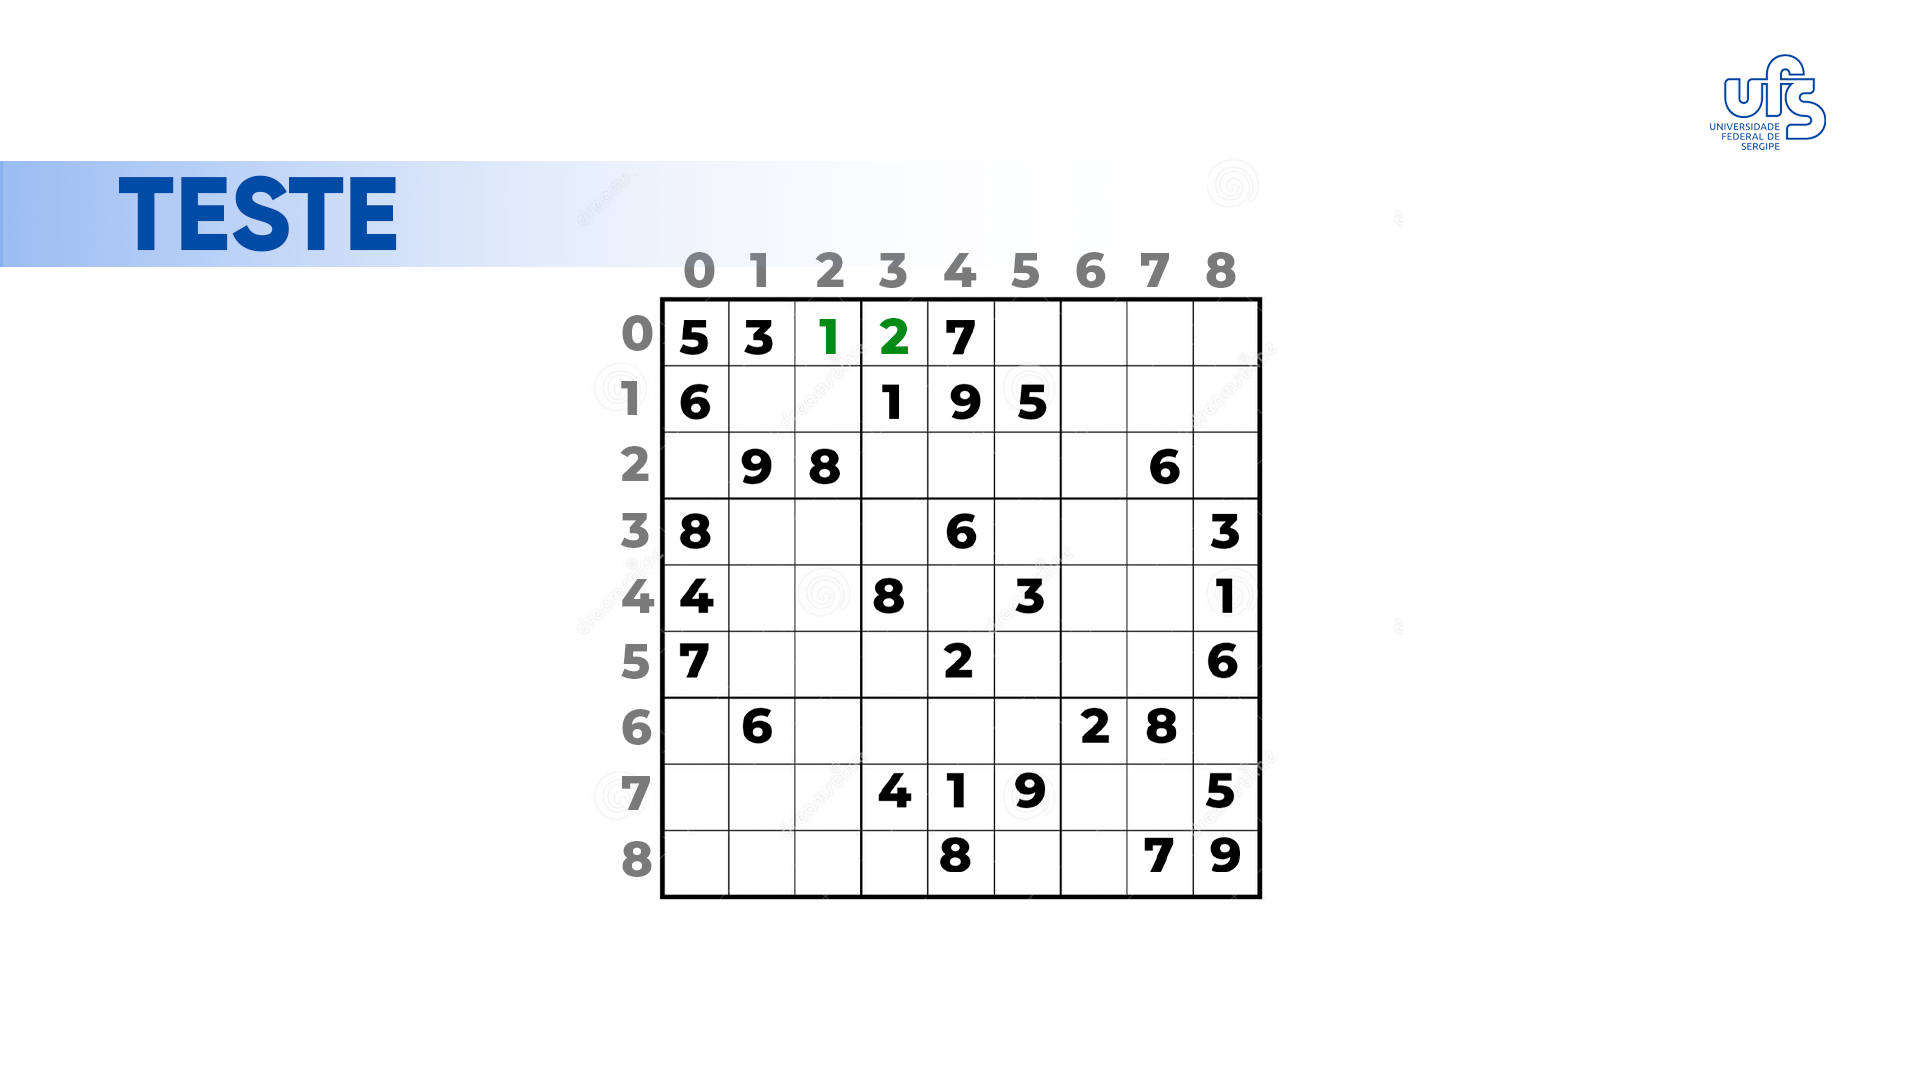 UNIVERSIDADE
FEDERAL DE
SERGIPE
ufs
TESTE
0 1 2 3 4 5 6 7 8
0 5 3 1 2 7
1 6 1 9 5
2 9 8 6
3 8 6 3
4 4 8 3 1
5 7 2 6
6 6 2 8
7 4 1 9 5
8 8 7 9